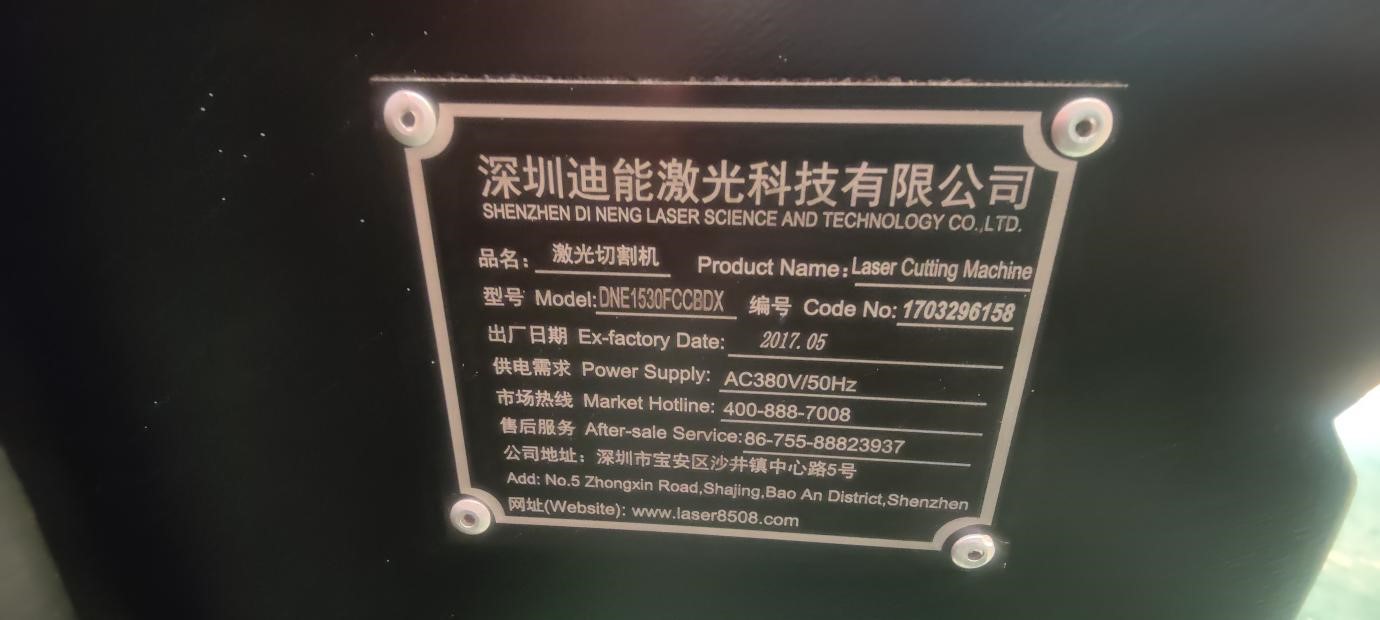 深圳迪能激光科技有限公司
SHENZHEN DI NENG LASER SCIENCE AND TECHNOLOGY CO.,LTD.
品名: 激光切割机 Product Name: Laser Cutting Machine
型号 Model: DNE1530FCCBDX 编号 Code No: 1703296158
出厂日期 Ex-factory Date: 2017.05
供电需求 Power Supply: AC380V/50Hz
市场热线 Market Hotline: 400-888-7008
售后服务 After-sale Service: 86-755-88823937
公司地址: 深圳市宝安区沙井镇中心路5号
Add: No.5 Zhongxin Road,Shajing,Bao An District,Shenzhen
网址(Website): www.laser8508.com